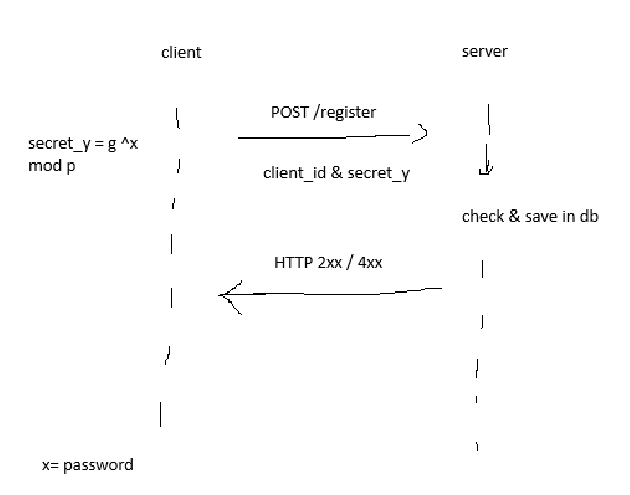 client
server
POST /register
secret_y = g ^x
mod p
client_id & secret_y
check & save in db
HTTP 2xx / 4xx
x= password